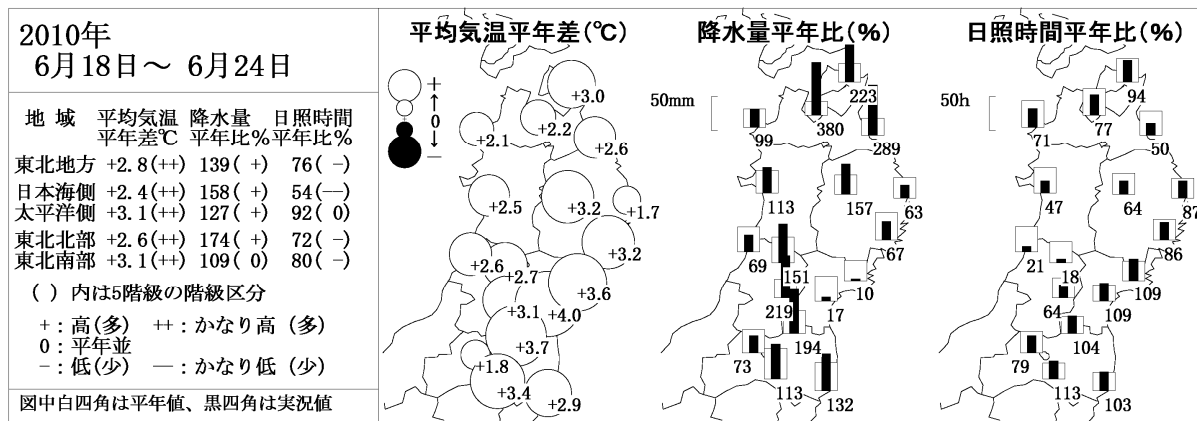 2010年
6月18日～ 6月24日
地 域 平均気温 降水量 日照時間
平年差℃ 平年比% 平年比%
東北地方 +2.8(++) 139( +) 76( -)
日本海側 +2.4(++) 158( +) 54(--)
太平洋側 +3.1(++) 127( +) 92( 0)
東北北部 +2.6(++) 174( +) 72( -)
東北南部 +3.1(++) 109( 0) 80( -)
( ) 内は5階級の階級区分
+：高(多) ++：かなり高 (多)
0：平年並
-：低(少) --：かなり低 (少)
図中白四角は平年値、黒四角は実況値
平均気温平年差(℃)
+
↑
0
↓
-
+3.0
+2.2
+2.1
+2.6
+2.5
+3.2
+1.7
+3.2
+2.6
+2.7
+3.6
+3.1
+4.0
+3.7
+1.8
+3.4
+2.9
降水量平年比(%)
50mm
223
380
99
289
113
157
63
67
69
151
10
219
17
194
73
113
132
日照時間平年比(%)
50h
94
77
71
50
47
64
87
86
21
18
109
64
109
104
79
113
103